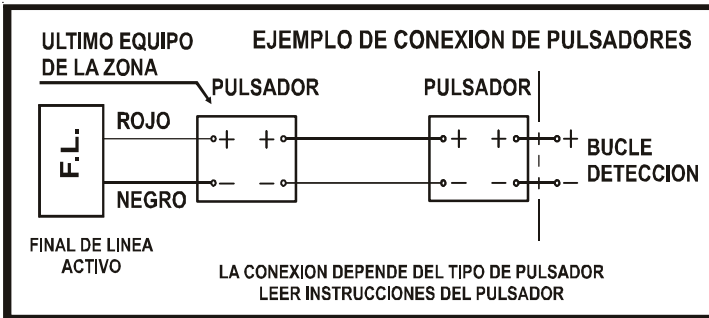 ULTIMO EQUIPO
DE LA ZONA
EJEMPLO DE CONEXION DE PULSADORES
PULSADOR
PULSADOR
F.L.
ROJO
NEGRO
+ +
- -
+ +
- -
+
-
BUCLE
DETECCION
FINAL DE LINEA
ACTIVO
LA CONEXION DEPENDE DEL TIPO DE PULSADOR
LEER INSTRUCCIONES DEL PULSADOR